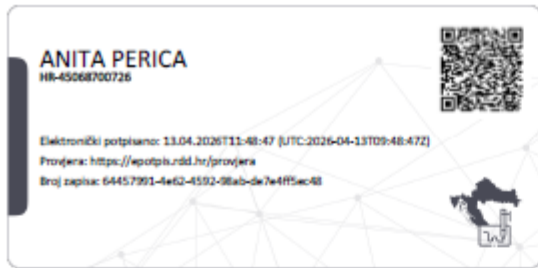 ANITA PERICA
HR-45068700726
Elektronički potpisano: 13.04.2026T11:48:47 (UTC:2026-04-13T09:48:47Z)
Provjera: https://epotpis.rdd.hr/provjera
Broj zapisa: 64457991-4e62-4592-98ab-de7e4ff5ec48